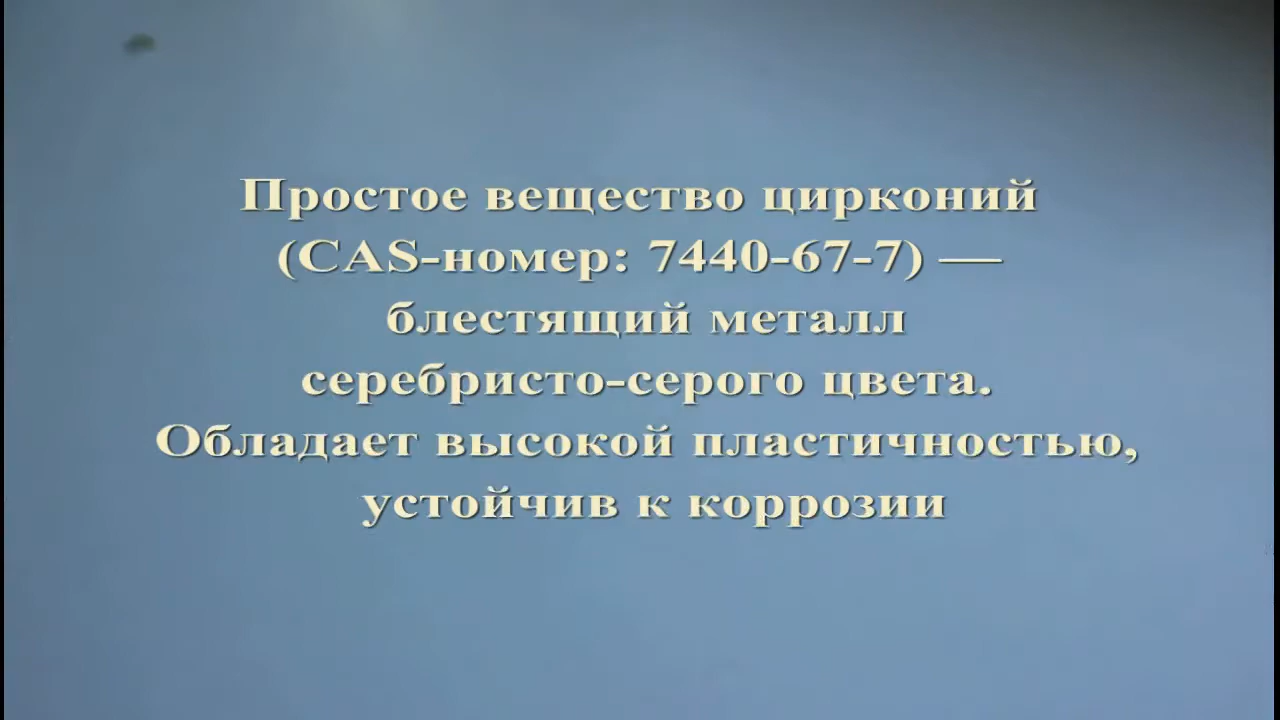 Простое вещество цирконий
(CAS-номер: 7440-67-7) —
блестящий металл
серебристо-серого цвета.
Обладает высокой пластичностью,
устойчив к коррозии